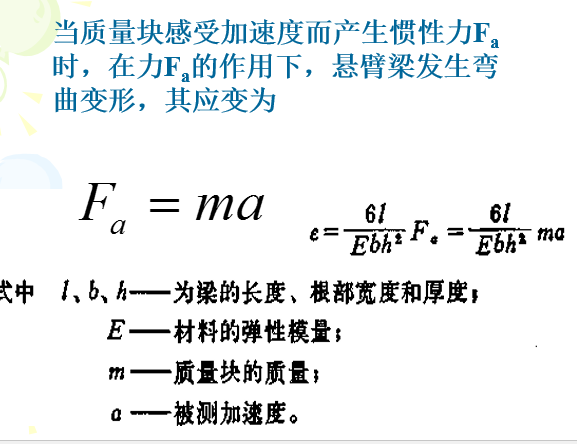 当质量块感受加速度而产生惯性力Fa
时，在力Fa的作用下，悬臂梁发生弯
曲变形，其应变为
Fa = ma
ε = 6l/Ebh² Fa = 6l/Ebh² ma
式中 l、b、h——为梁的长度、根部宽度和厚度；
E——材料的弹性模量；
m——质量块的质量；
a——被测加速度。